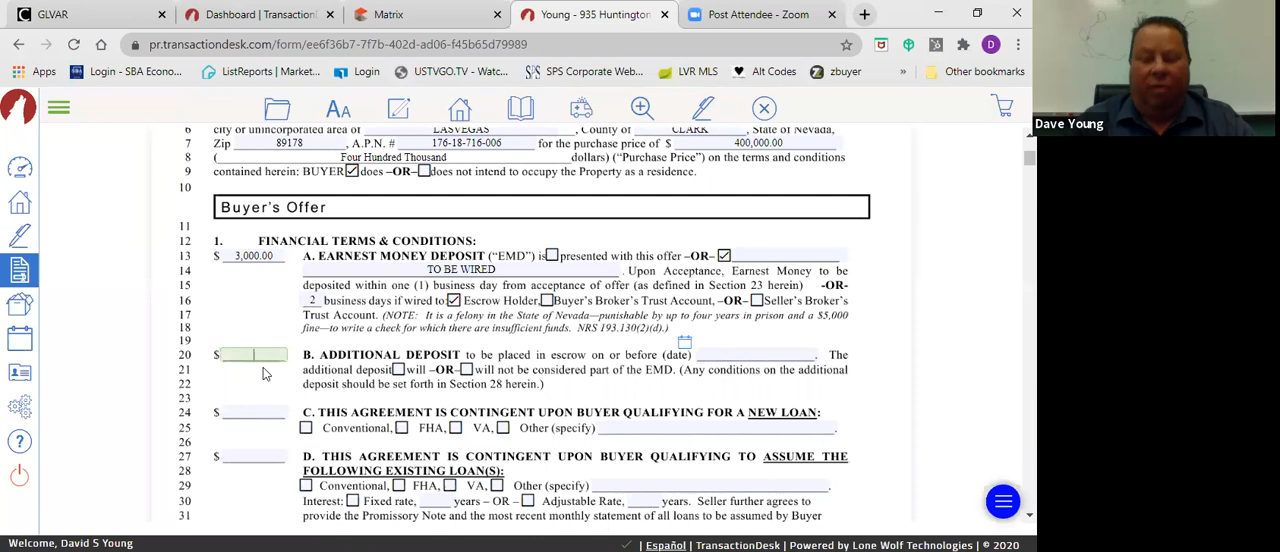 GLVAR
Dashboard | TransactionDesk
Matrix
Young - 935 Huntington
Post Attendee - Zoom
pr.transactiondesk.com/form/ee6f36b7-7f7b-402d-ad06-f45b65d79989
D
Apps
Login - SBA Econo...
ListReports | Market...
Login
USTVGO.TV - Watc...
SPS Corporate Web...
LVR MLS
Alt Codes
zbuyer
»
Other bookmarks
Dave Young
6 city or unincorporated area of LASVEGAS , County of CLARK , State of Nevada,
7 Zip 89178 , A.P.N. # 176-18-716-006 for the purchase price of $ 400,000.00
8 ( Four Hundred Thousand dollars) ("Purchase Price") on the terms and conditions
9 contained herein: BUYER does –OR– does not intend to occupy the Property as a residence.
10
Buyer's Offer
11
12 1. FINANCIAL TERMS & CONDITIONS:
13 $ 3,000.00 A. EARNEST MONEY DEPOSIT ("EMD") is presented with this offer –OR–
14 TO BE WIRED . Upon Acceptance, Earnest Money to be
15 deposited within one (1) business day from acceptance of offer (as defined in Section 23 herein) -OR-
16 2 business days if wired to: Escrow Holder, Buyer's Broker's Trust Account, –OR– Seller's Broker's
17 Trust Account. (NOTE: It is a felony in the State of Nevada–punishable by up to four years in prison and a $5,000
18 fine–to write a check for which there are insufficient funds. NRS 193.130(2)(d).)
19
20 $ B. ADDITIONAL DEPOSIT to be placed in escrow on or before (date) . The
21 additional deposit will –OR– will not be considered part of the EMD. (Any conditions on the additional
22 deposit should be set forth in Section 28 herein.)
23
24 $ C. THIS AGREEMENT IS CONTINGENT UPON BUYER QUALIFYING FOR A NEW LOAN:
25 Conventional, FHA, VA, Other (specify) .
26
27 $ D. THIS AGREEMENT IS CONTINGENT UPON BUYER QUALIFYING TO ASSUME THE
28 FOLLOWING EXISTING LOAN(S):
29 Conventional, FHA, VA, Other (specify) .
30 Interest: Fixed rate, years – OR – Adjustable Rate, years. Seller further agrees to
31 provide the Promissory Note and the most recent monthly statement of all loans to be assumed by Buyer
Welcome, David S Young
| Español | TransactionDesk | Powered by Lone Wolf Technologies | © 2020